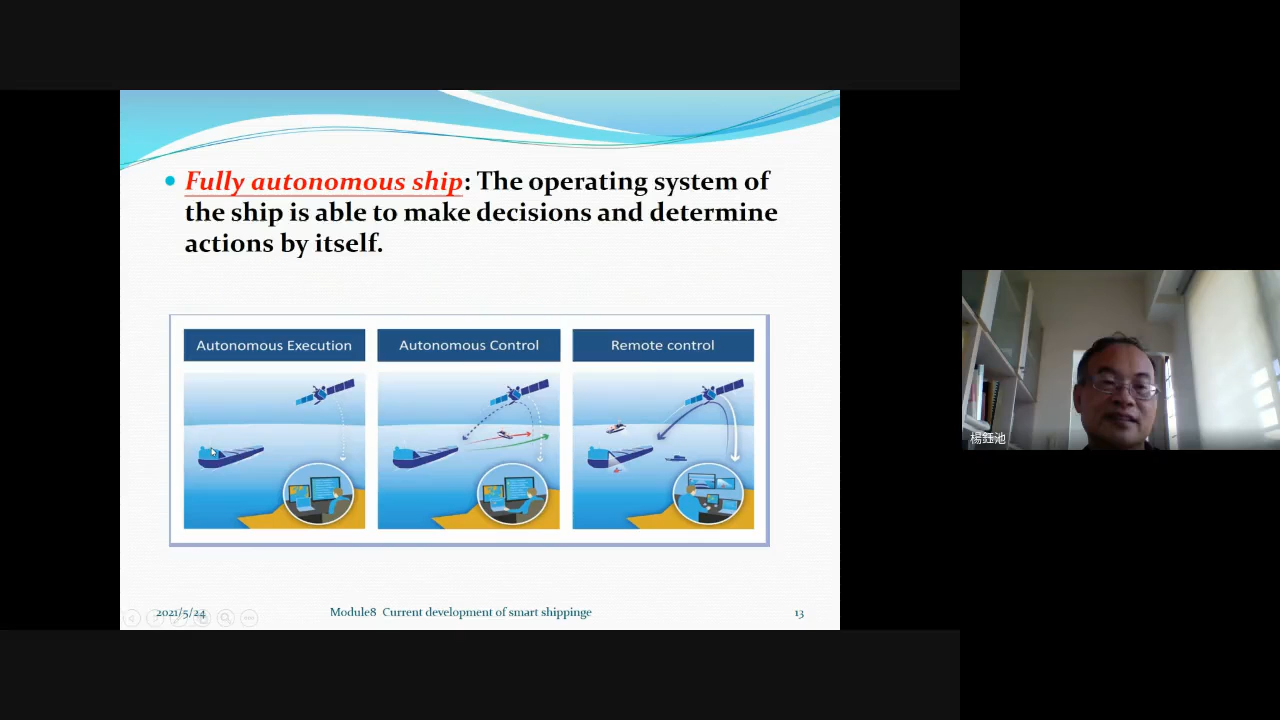 Fully autonomous ship: The operating system of
the ship is able to make decisions and determine
actions by itself.
Autonomous Execution
Autonomous Control
Remote control
楊鈺池
2021/5/24
Module8 Current development of smart shippinge
13